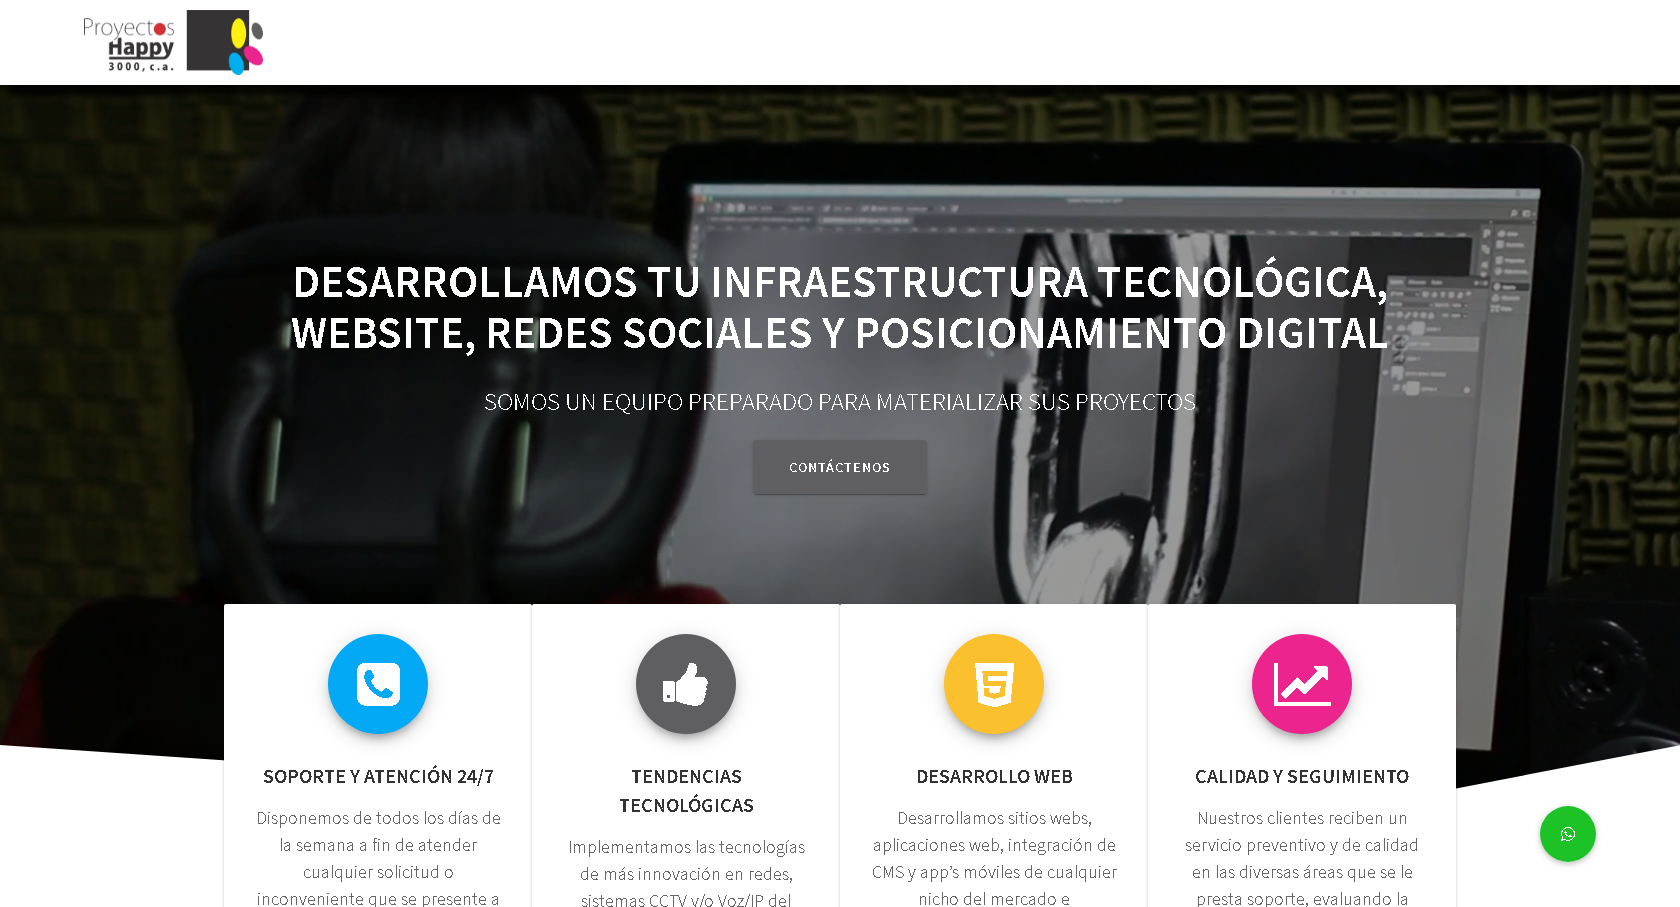 Proyectos
Happy
3000, c.a.
DESARROLLAMOS TU INFRAESTRUCTURA TECNOLÓGICA,
WEBSITE, REDES SOCIALES Y POSICIONAMIENTO DIGITAL
SOMOS UN EQUIPO PREPARADO PARA MATERIALIZAR SUS PROYECTOS
CONTÁCTENOS
SOPORTE Y ATENCIÓN 24/7
Disponemos de todos los días de
la semana a fin de atender
cualquier solicitud o
inconveniente que se presente a
TENDENCIAS
TECNOLÓGICAS
Implementamos las tecnologías
de más innovación en redes,
sistemas CCTV y/o Voz/IP del
DESARROLLO WEB
Desarrollamos sitios webs,
aplicaciones web, integración de
CMS y app's móviles de cualquier
nicho del mercado e
CALIDAD Y SEGUIMIENTO
Nuestros clientes reciben un
servicio preventivo y de calidad
en las diversas áreas que se le
presta soporte, evaluando la